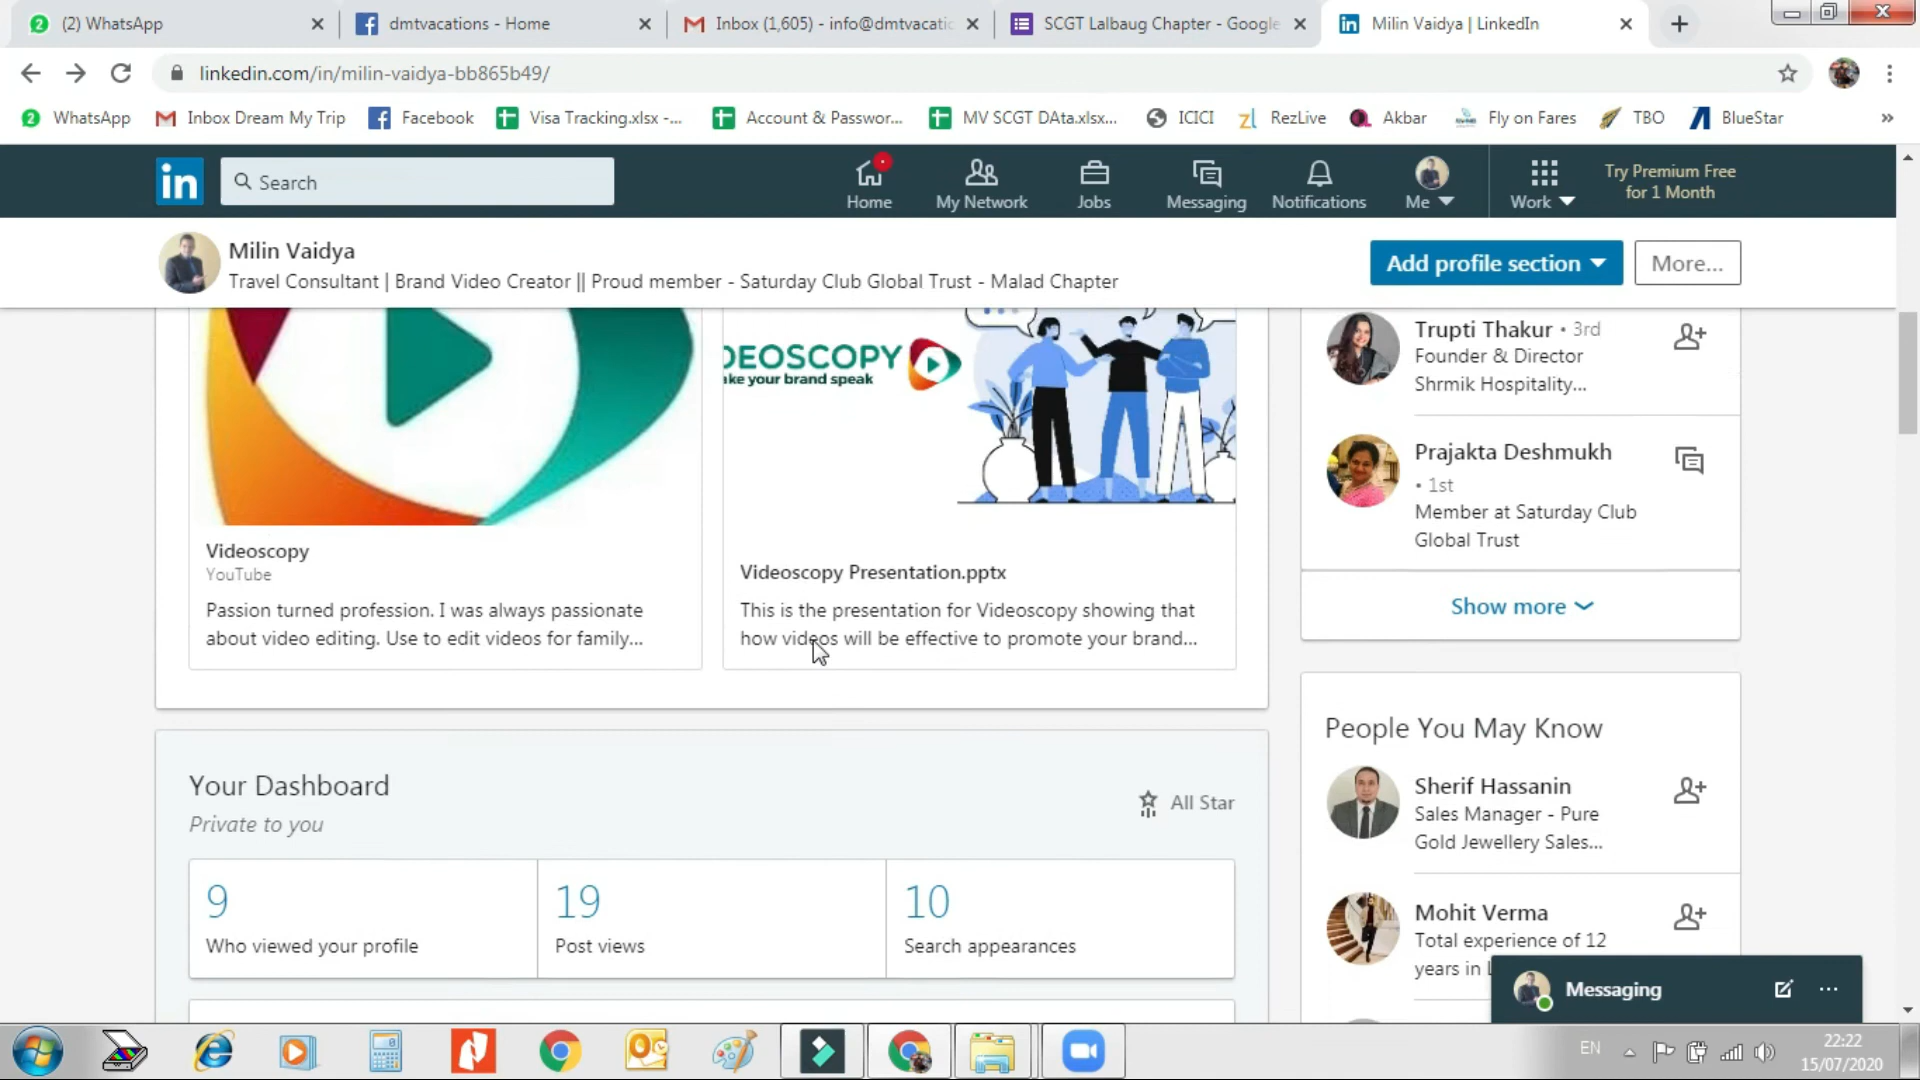 (2) WhatsApp
dmtvacations - Home
Inbox (1,605) - info@dmtvacatic
SCGT Lalbaug Chapter - Google
Milin Vaidya | LinkedIn
linkedin.com/in/milin-vaidya-bb865b49/
WhatsApp
Inbox Dream My Trip
Facebook
Visa Tracking.xlsx -...
Account & Passwor...
MV SCGT DAta.xlsx...
ICICI
RezLive
Akbar
Fly on Fares
TBO
BlueStar
in
Search
Home
My Network
Jobs
Messaging
Notifications
Me
Work
Try Premium Free
for 1 Month
Milin Vaidya
Travel Consultant | Brand Video Creator || Proud member - Saturday Club Global Trust - Malad Chapter
Add profile section
More...
DEOSCOPY
ake your brand speak
Videoscopy
YouTube
Passion turned profession. I was always passionate
about video editing. Use to edit videos for family...
Videoscopy Presentation.pptx
This is the presentation for Videoscopy showing that
how videos will be effective to promote your brand...
Trupti Thakur • 3rd
Founder & Director
Shrmik Hospitality...
Prajakta Deshmukh
• 1st
Member at Saturday Club
Global Trust
Show more
Your Dashboard
Private to you
All Star
9
Who viewed your profile
19
Post views
10
Search appearances
People You May Know
Sherif Hassanin
Sales Manager - Pure
Gold Jewellery Sales...
Mohit Verma
Total experience of 12
years in
Messaging
EN
22:22
15/07/2020